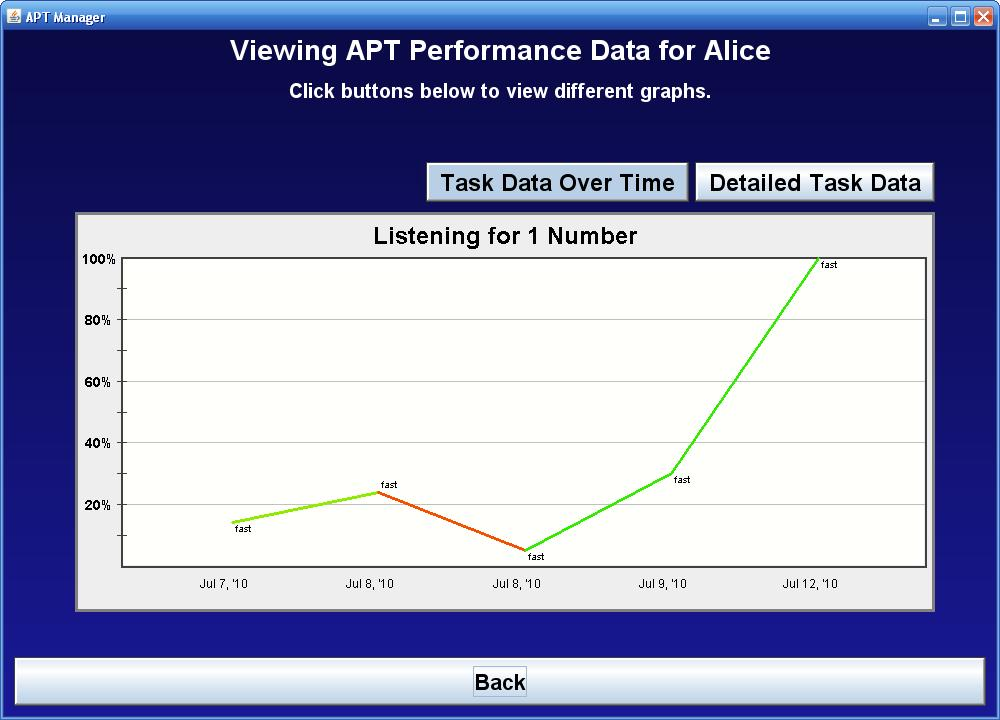 APT Manager
Viewing APT Performance Data for Alice
Click buttons below to view different graphs.
Task Data Over Time Detailed Task Data
Listening for 1 Number
100%
fast
80%
60%
40%
fast
fast
20%
fast
fast
Jul 7, '10 Jul 8, '10 Jul 8, '10 Jul 9, '10 Jul 12, '10
Back